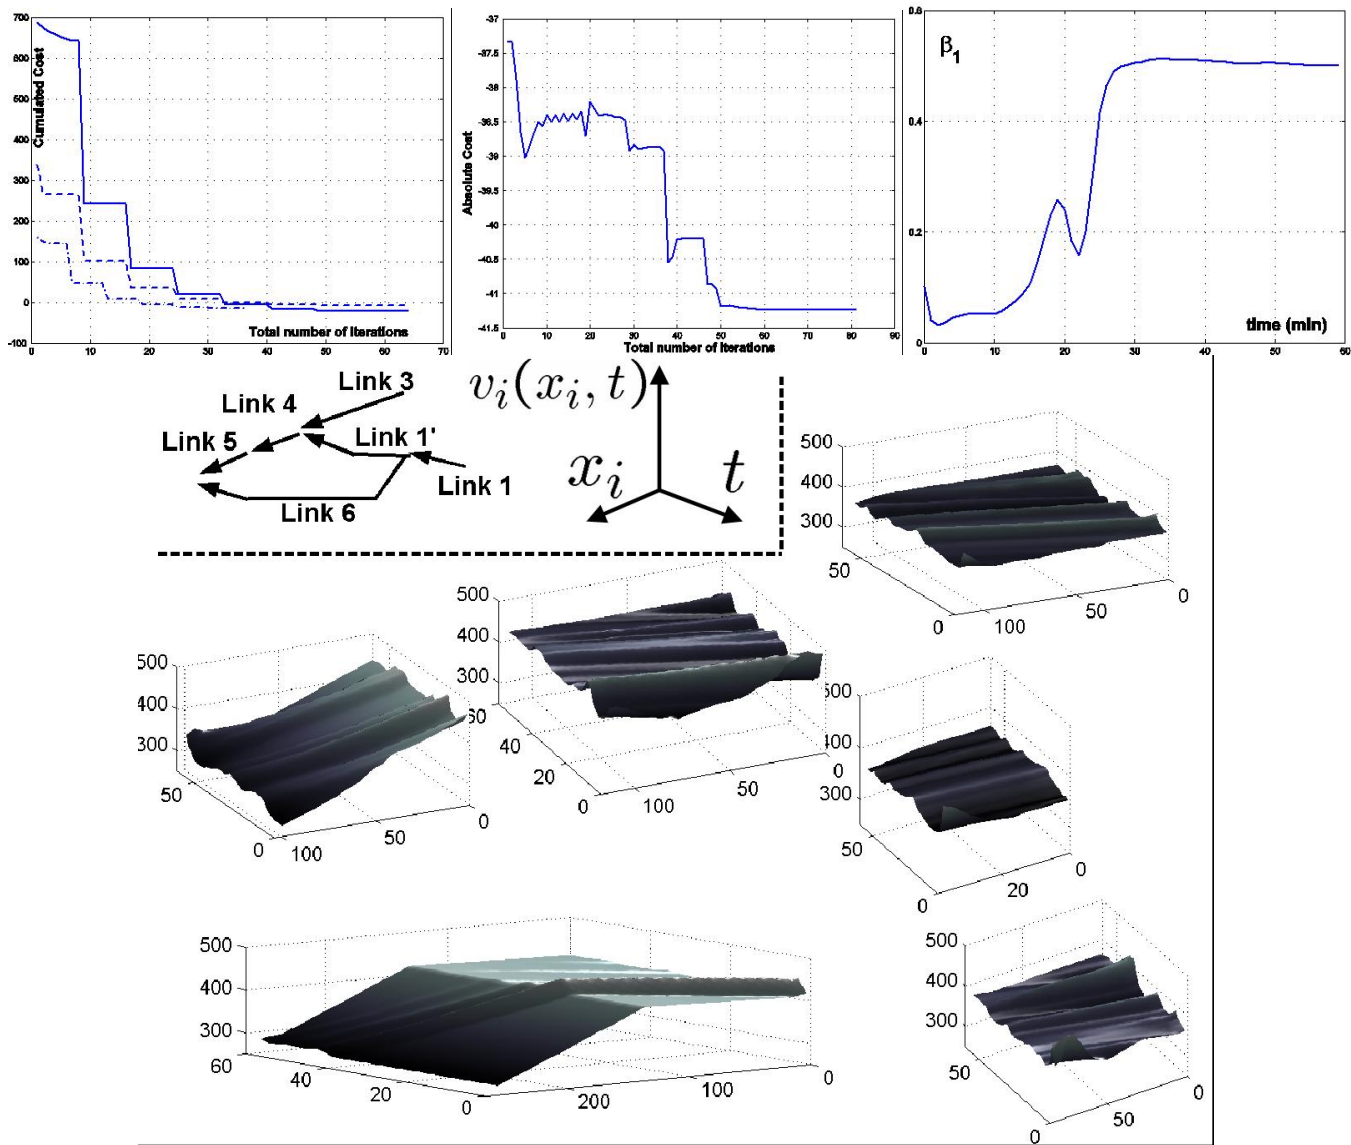 700
600
500
400
300
200
100
0
-100
Cumulated Cost
Total number of iterarions
0 10 20 30 40 50 60 70
-37
-37.5
-38
-38.5
-39
-39.5
-40
-40.5
-41
-41.5
Absolute Cost
0 10 20 30 40 50 60 70 80 90
Total number of iterarions
0.6
0.4
0.2
0
β₁
time (min)
0 10 20 30 40 50 60
Link 3
Link 4
Link 5
Link 1'
Link 1
Link 6
vᵢ(xᵢ, t)
xᵢ t
500
400
300
50
0 100 50 0
500
400
300
60
40
20
0 100 50 0
500
400
300
50
0 100 50 0
500
400
300
50
0 20 0
500
400
300
60 40 20 0 200 100 0
500
400
300
50
0 50 0